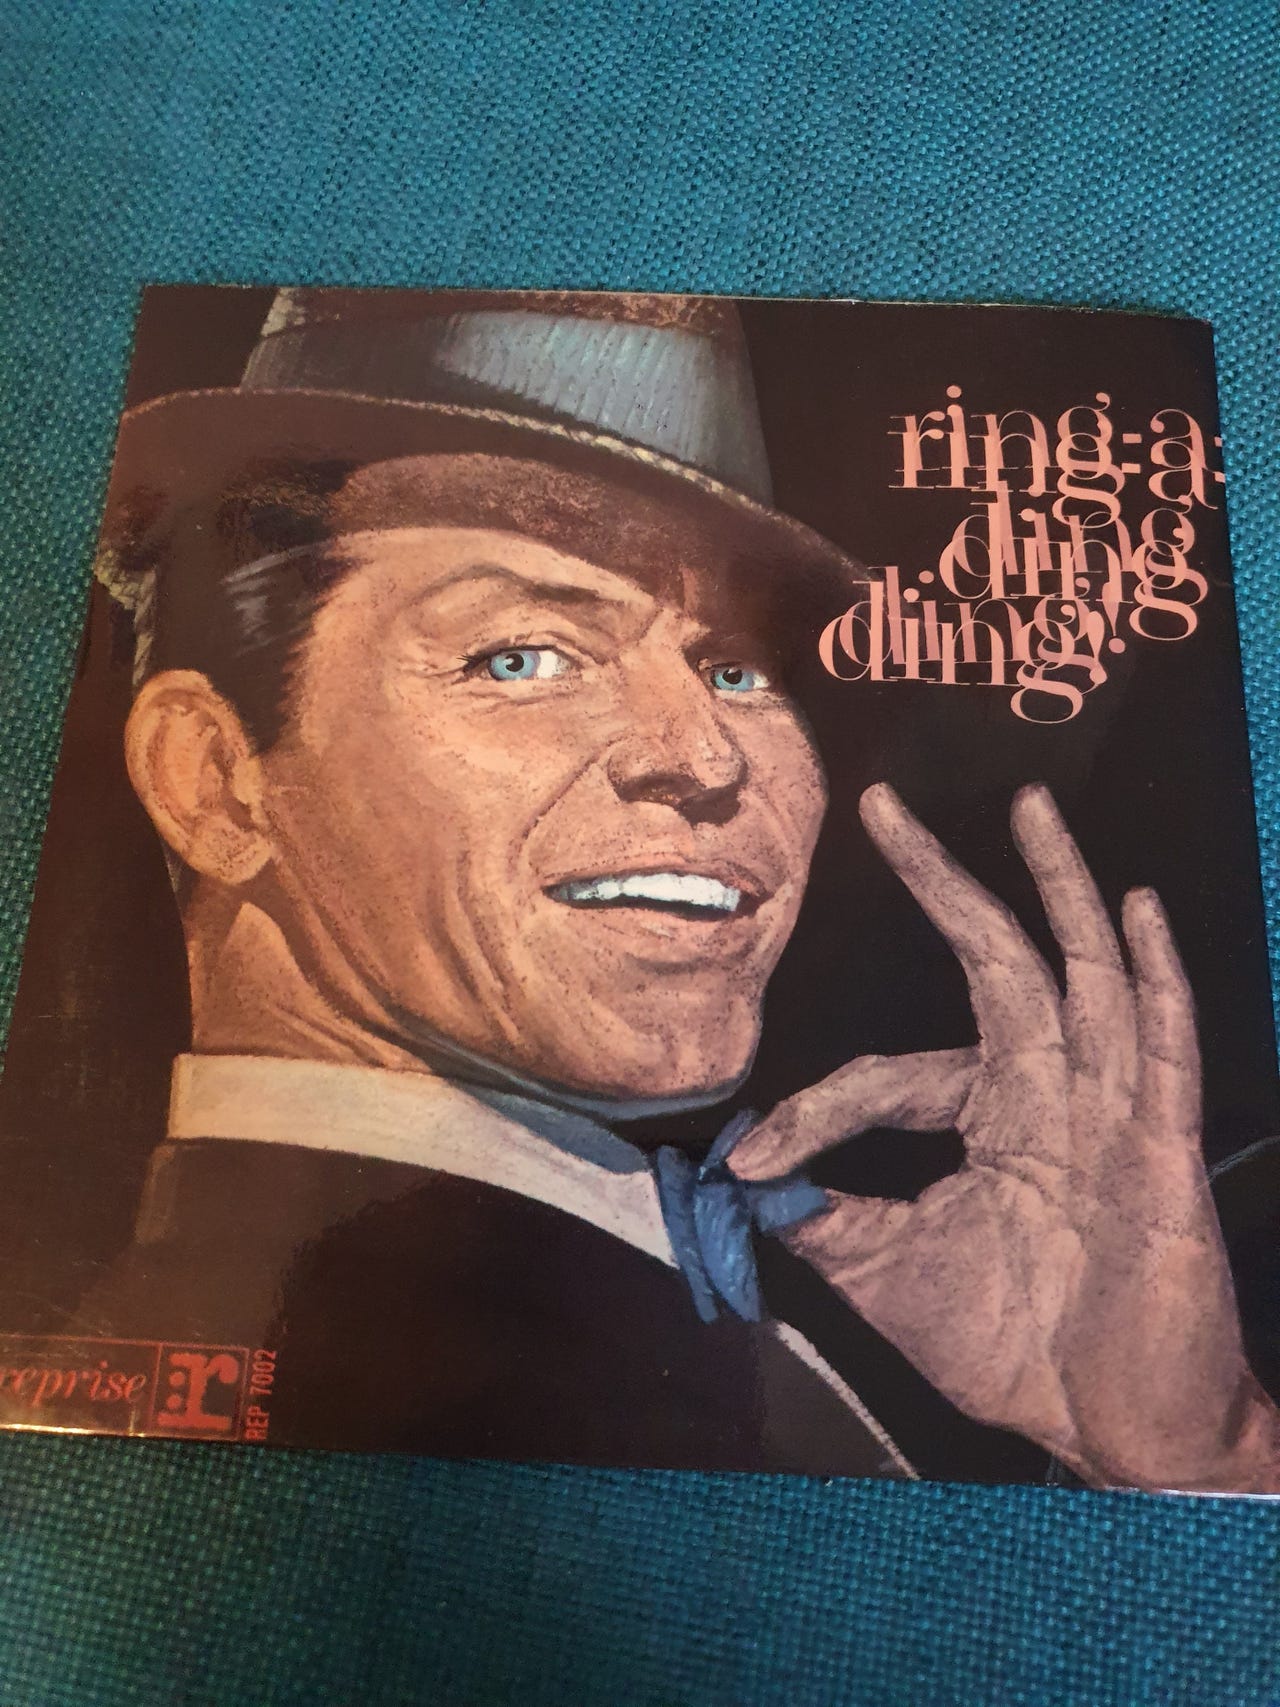 ring-a-
ding
ding!
reprise
r:
REP 7002